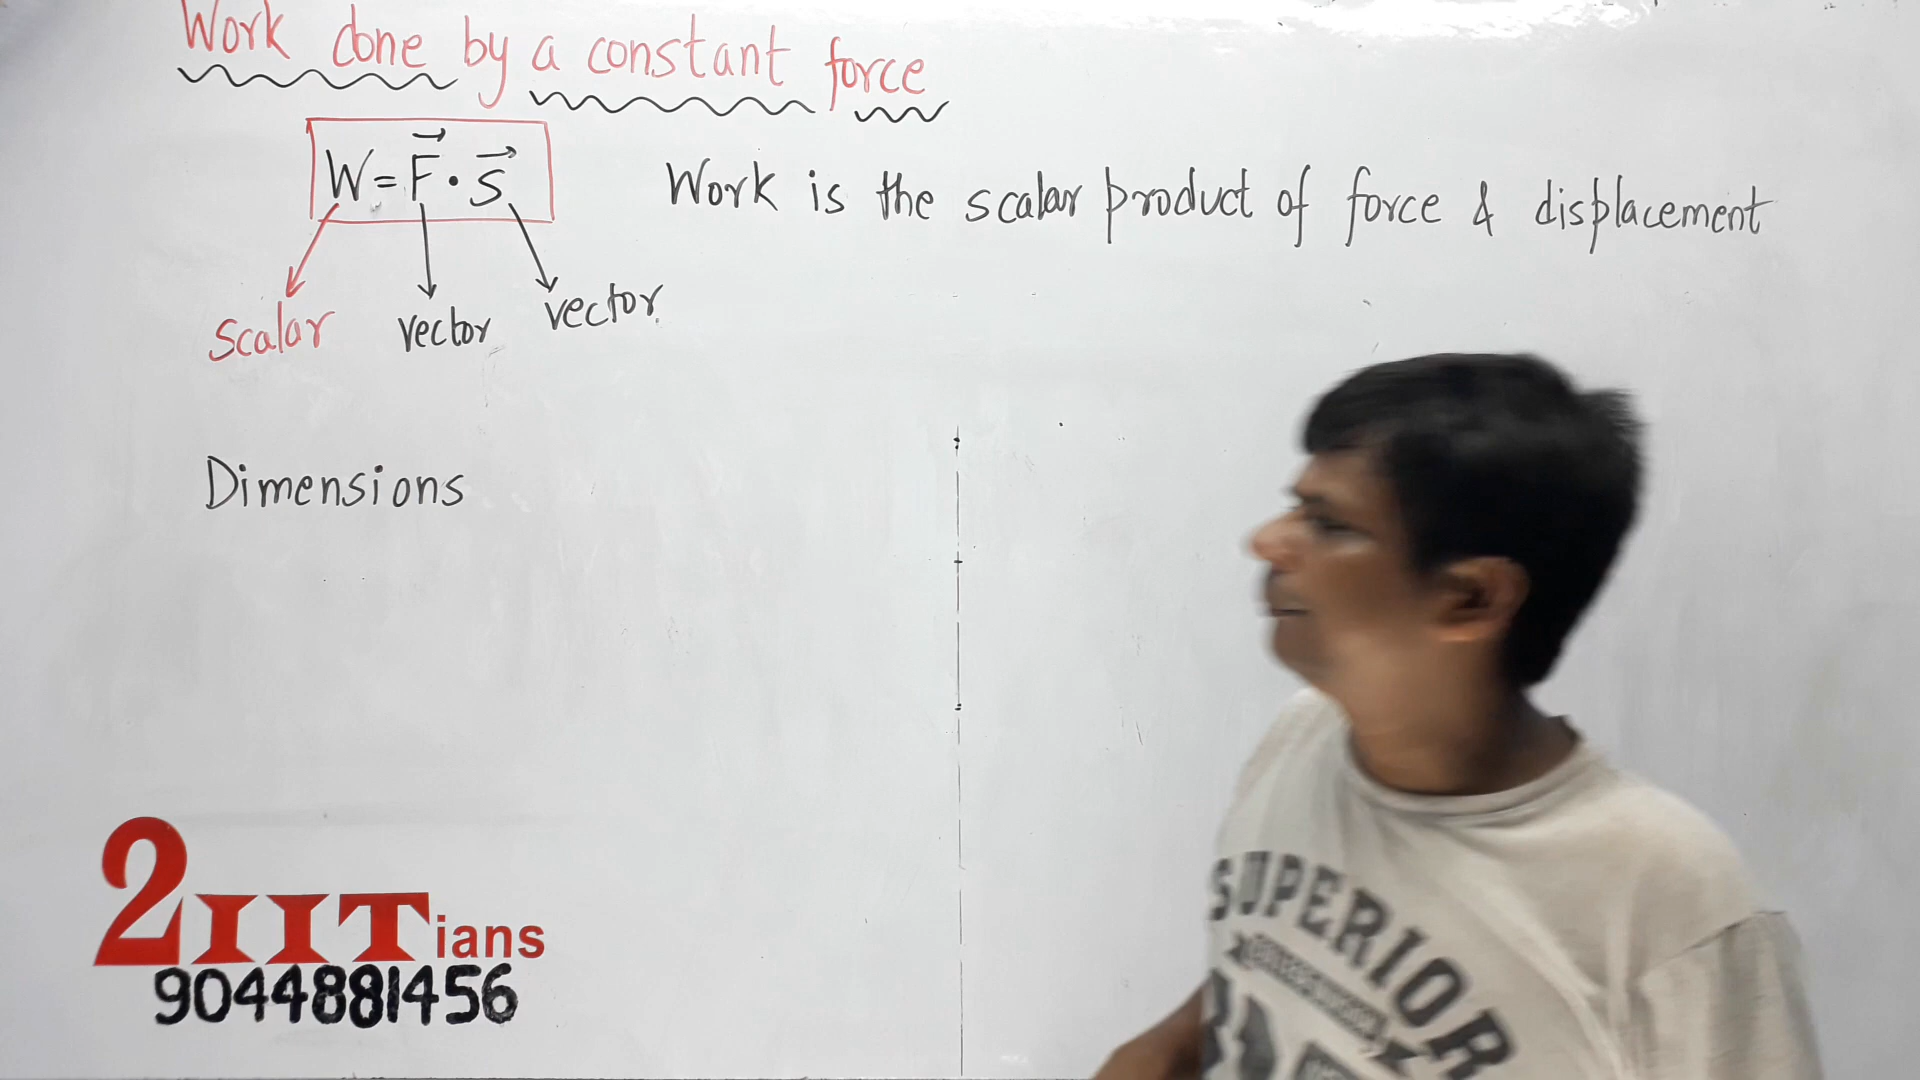 Work done by a constant force
W = F⃗ · S⃗
Work is the scalar product of force & displacement
Scalar vector vector
Dimensions
2IITians
9044881456
SUPERIOR